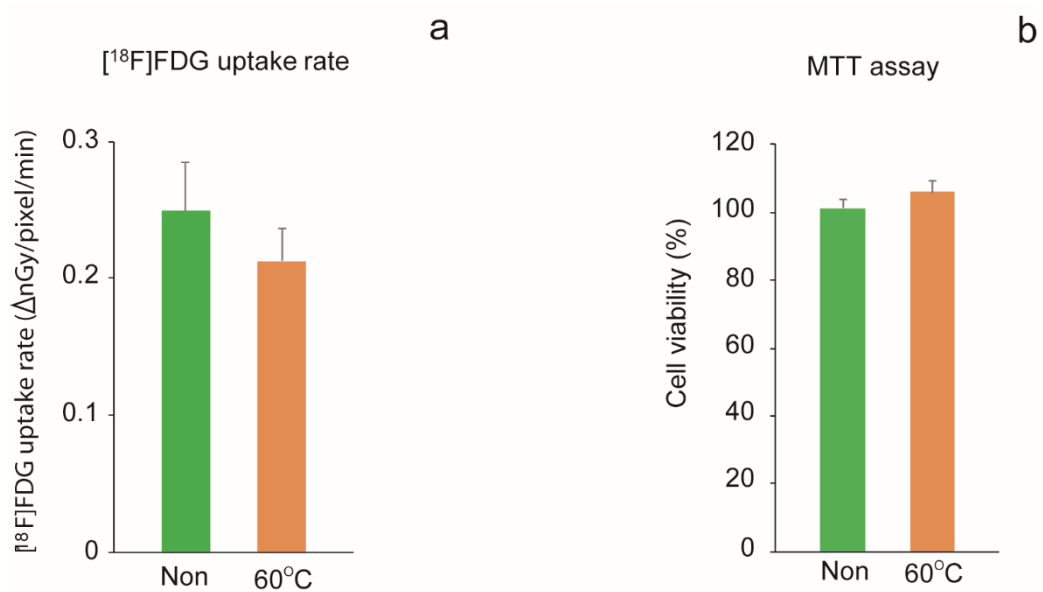 a
[¹⁸F]FDG uptake rate
[¹⁸F]FDG uptake rate (ΔnGy/pixel/min)
0.3
0.2
0.1
0
Non
60°C
b
MTT assay
Cell viability (%)
120
100
80
60
40
20
0
Non
60°C